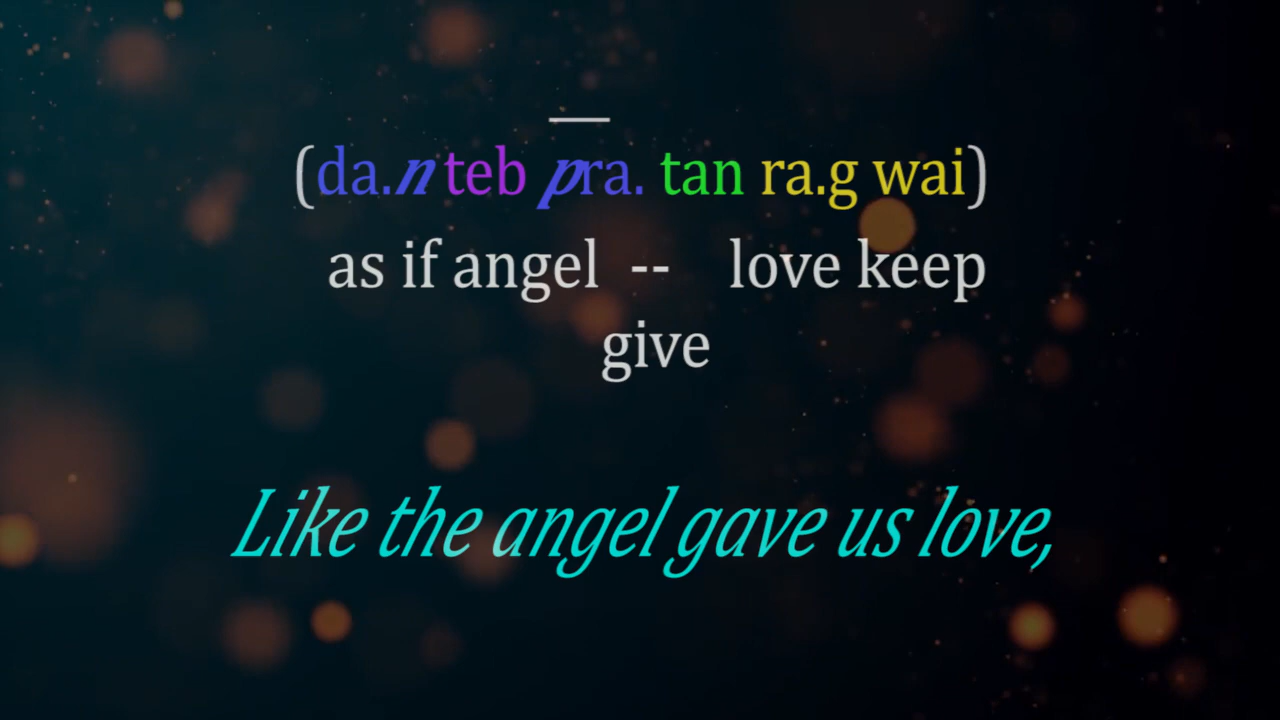 (da.n teb pra. tan ra.g wai)
as if angel -- love keep
give
Like the angel gave us love,